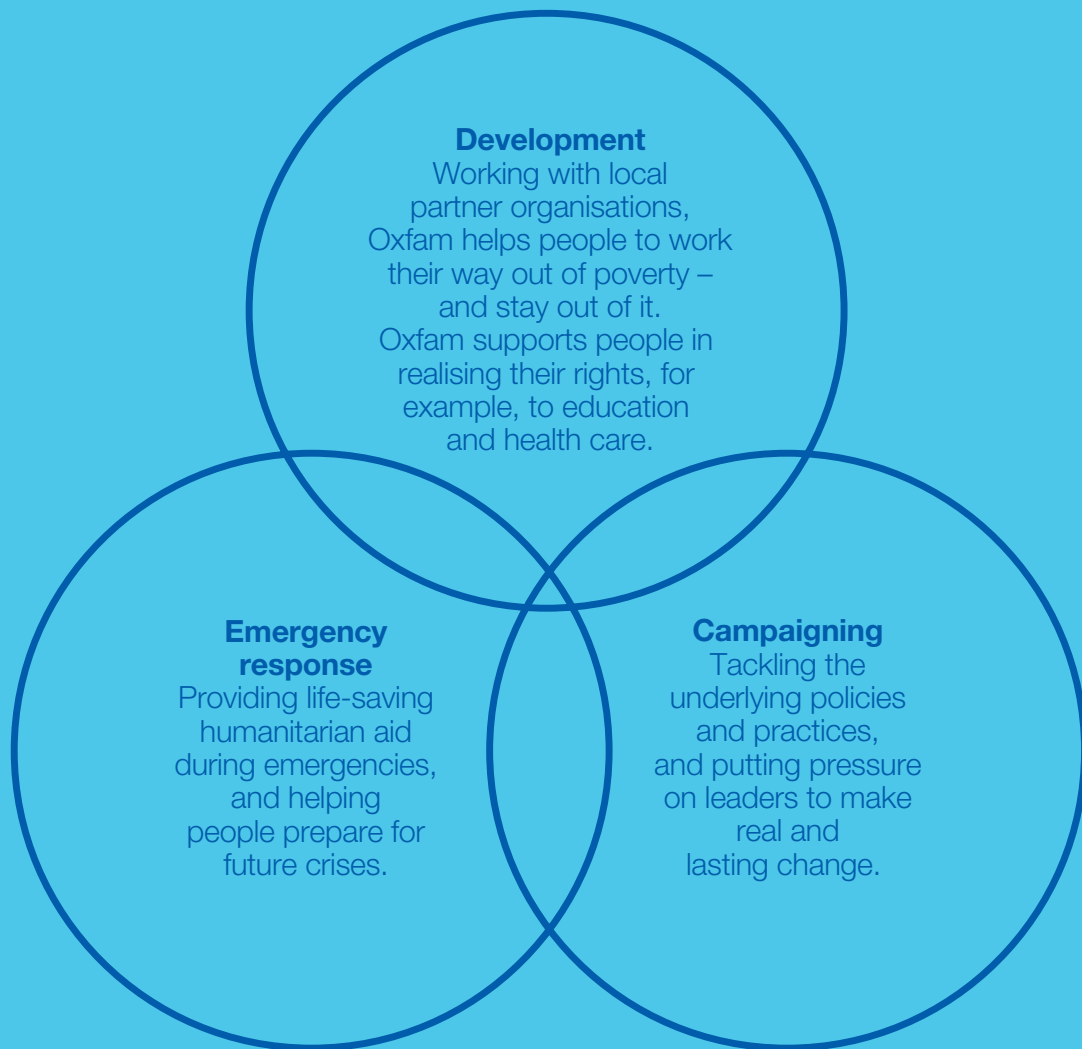 Development
Working with local
partner organisations,
Oxfam helps people to work
their way out of poverty –
and stay out of it.
Oxfam supports people in
realising their rights, for
example, to education
and health care.
Emergency
response
Providing life-saving
humanitarian aid
during emergencies,
and helping
people prepare for
future crises.
Campaigning
Tackling the
underlying policies
and practices,
and putting pressure
on leaders to make
real and
lasting change.